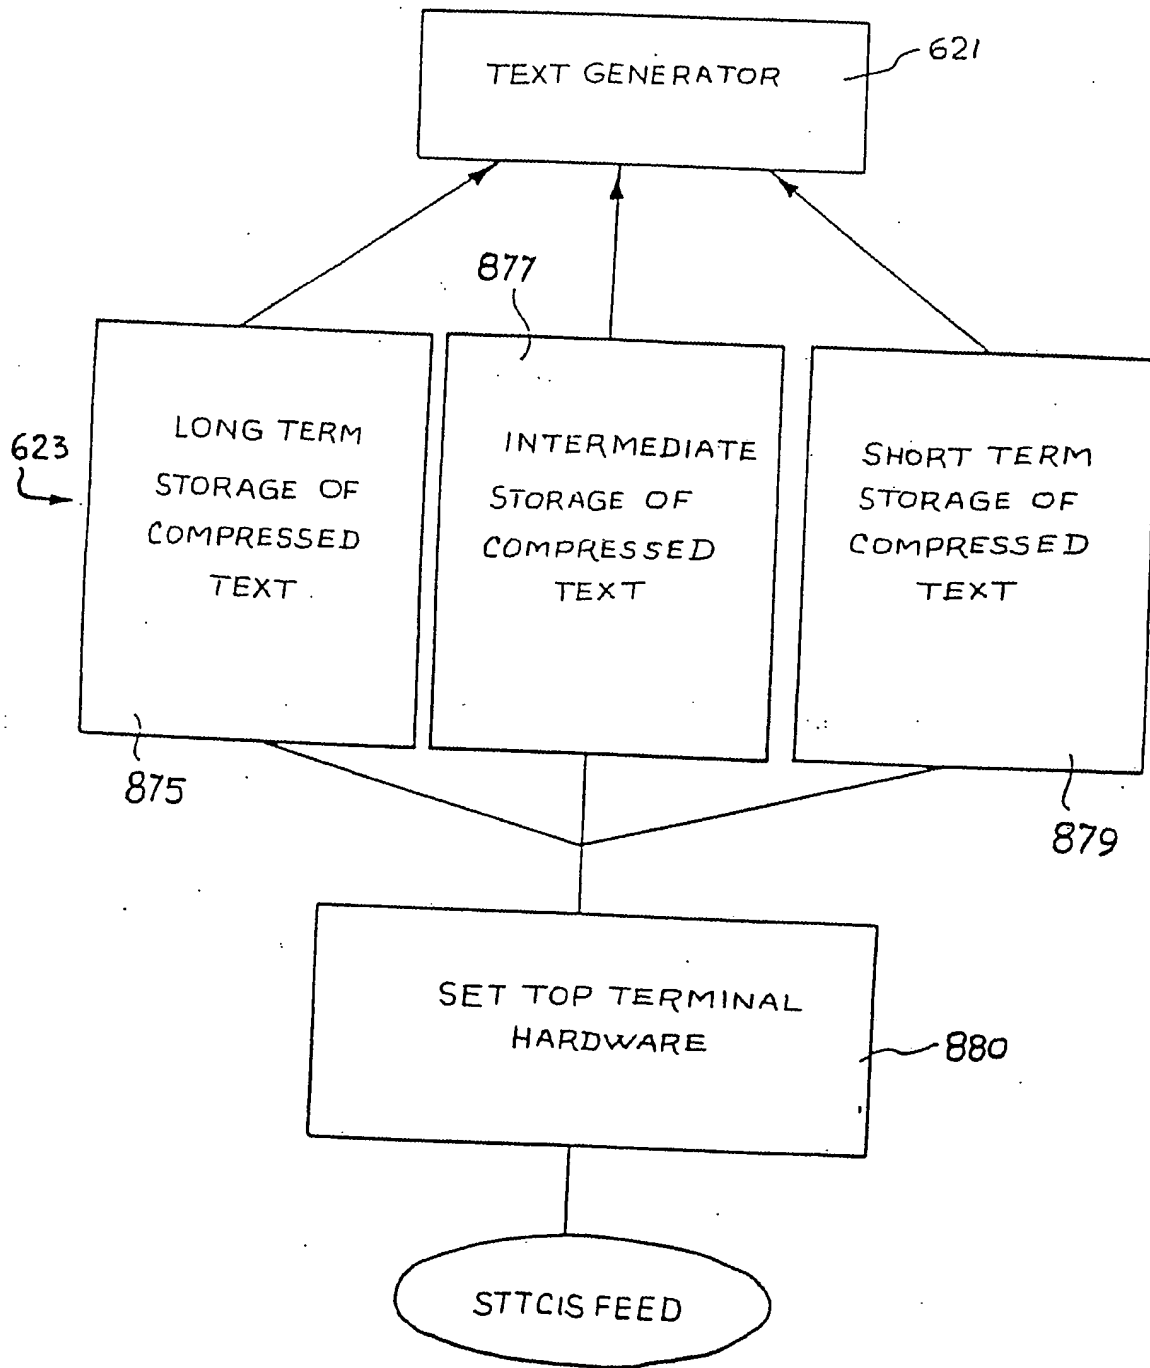 TEXT GENERATOR
621
877
623
LONG TERM
STORAGE OF
COMPRESSED
TEXT
INTERMEDIATE
STORAGE OF
COMPRESSED
TEXT
SHORT TERM
STORAGE OF
COMPRESSED
TEXT
875
879
SET TOP TERMINAL
HARDWARE
880
STTCIS FEED